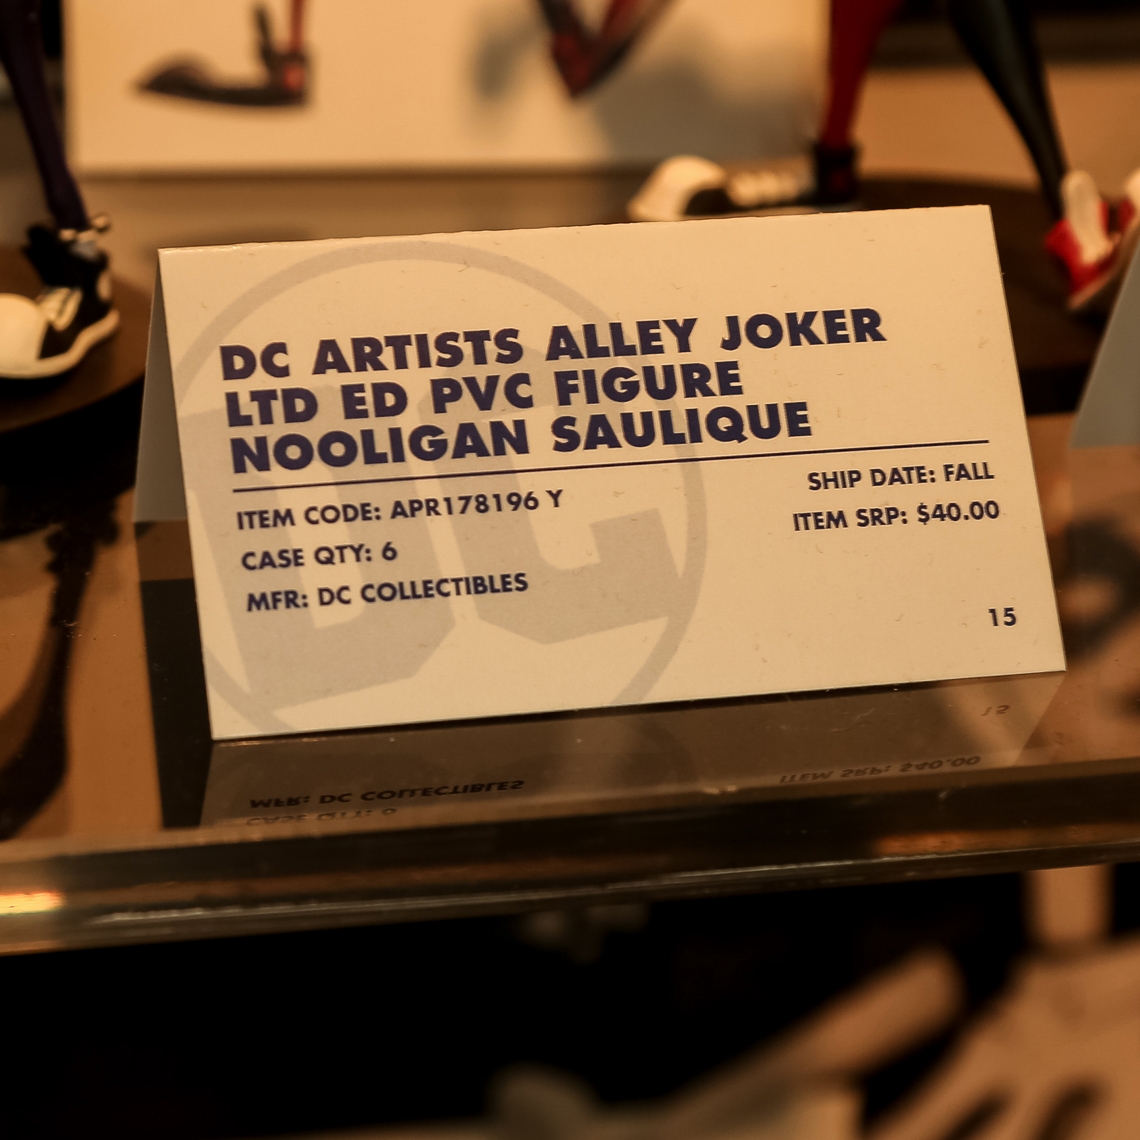 DC ARTISTS ALLEY JOKER
LTD ED PVC FIGURE
NOOLIGAN SAULIQUE
ITEM CODE: APR178196 Y
CASE QTY: 6
MFR: DC COLLECTIBLES
SHIP DATE: FALL
ITEM SRP: $40.00
15
DC